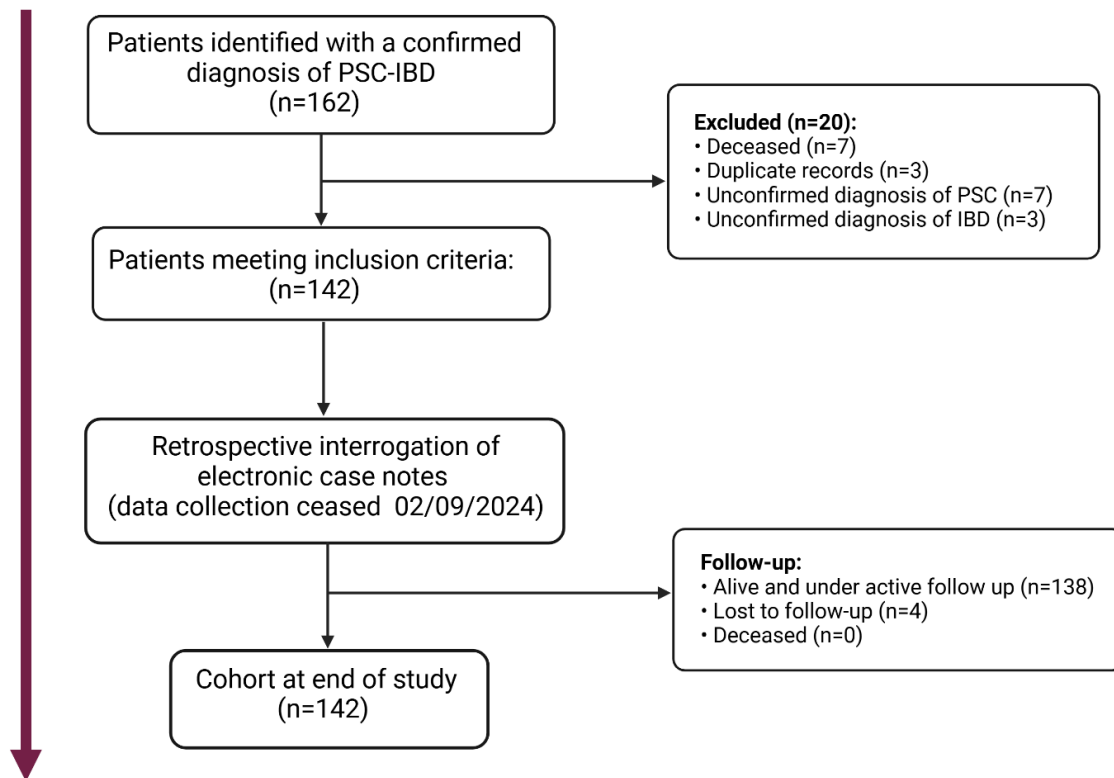 Patients identified with a confirmed
diagnosis of PSC-IBD
(n=162)
Excluded (n=20):
• Deceased (n=7)
• Duplicate records (n=3)
• Unconfirmed diagnosis of PSC (n=7)
• Unconfirmed diagnosis of IBD (n=3)
Patients meeting inclusion criteria:
(n=142)
Retrospective interrogation of
electronic case notes
(data collection ceased 02/09/2024)
Follow-up:
• Alive and under active follow up (n=138)
• Lost to follow-up (n=4)
• Deceased (n=0)
Cohort at end of study
(n=142)